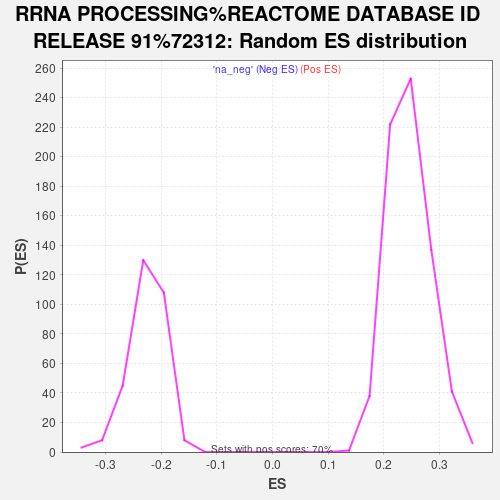 RRNA PROCESSING%REACTOME DATABASE ID
RELEASE 91%72312: Random ES distribution
'na_neg' (Neg ES) (Pos ES)
260
240
220
200
180
160
140
120
100
80
60
40
20
0
P(ES)
Sets with pos scores: 70%
-0.3 -0.2 -0.1 0.0 0.1 0.2 0.3
ES